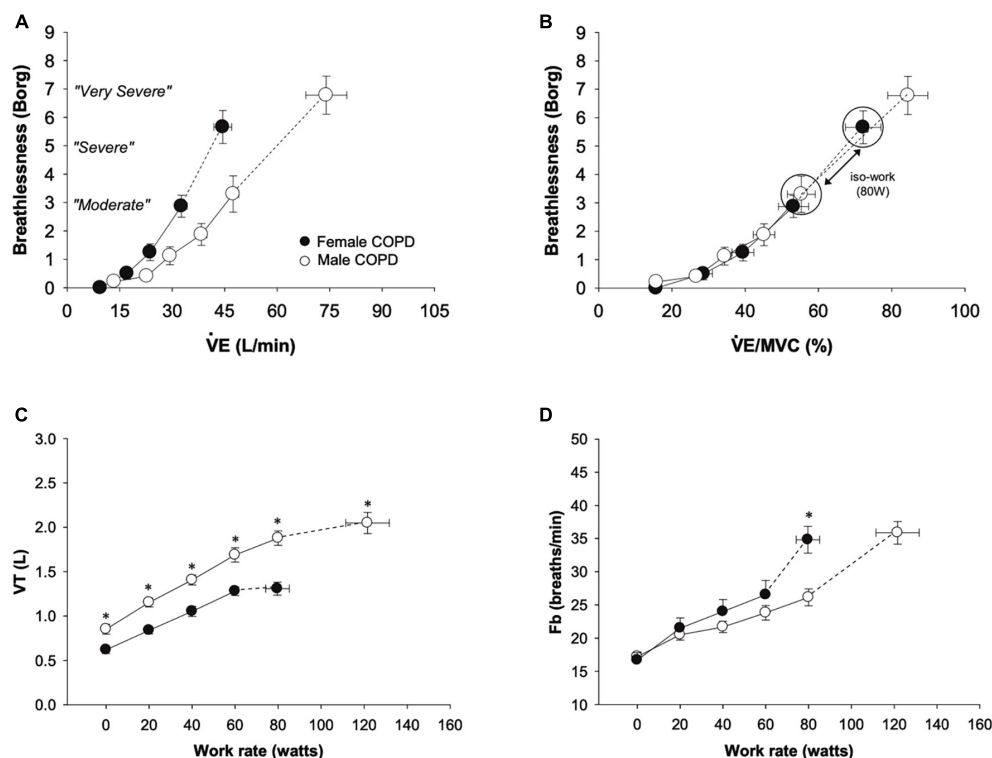 A
9
8
7
6
5
4
3
2
1
0
Breathlessness (Borg)
"Very Severe"
"Severe"
"Moderate"
Female COPD
Male COPD
0 15 30 45 60 75 90 105
V̇E (L/min)
B
9
8
7
6
5
4
3
2
1
0
Breathlessness (Borg)
iso-work
(80W)
0 20 40 60 80 100
V̇E/MVC (%)
C
3.0
2.5
2.0
1.5
1.0
0.5
0.0
VT (L)
* * * * * *
0 20 40 60 80 100 120 140 160
Work rate (watts)
D
50
45
40
35
30
25
20
15
10
Fb (breaths/min)
*
0 20 40 60 80 100 120 140 160
Work rate (watts)